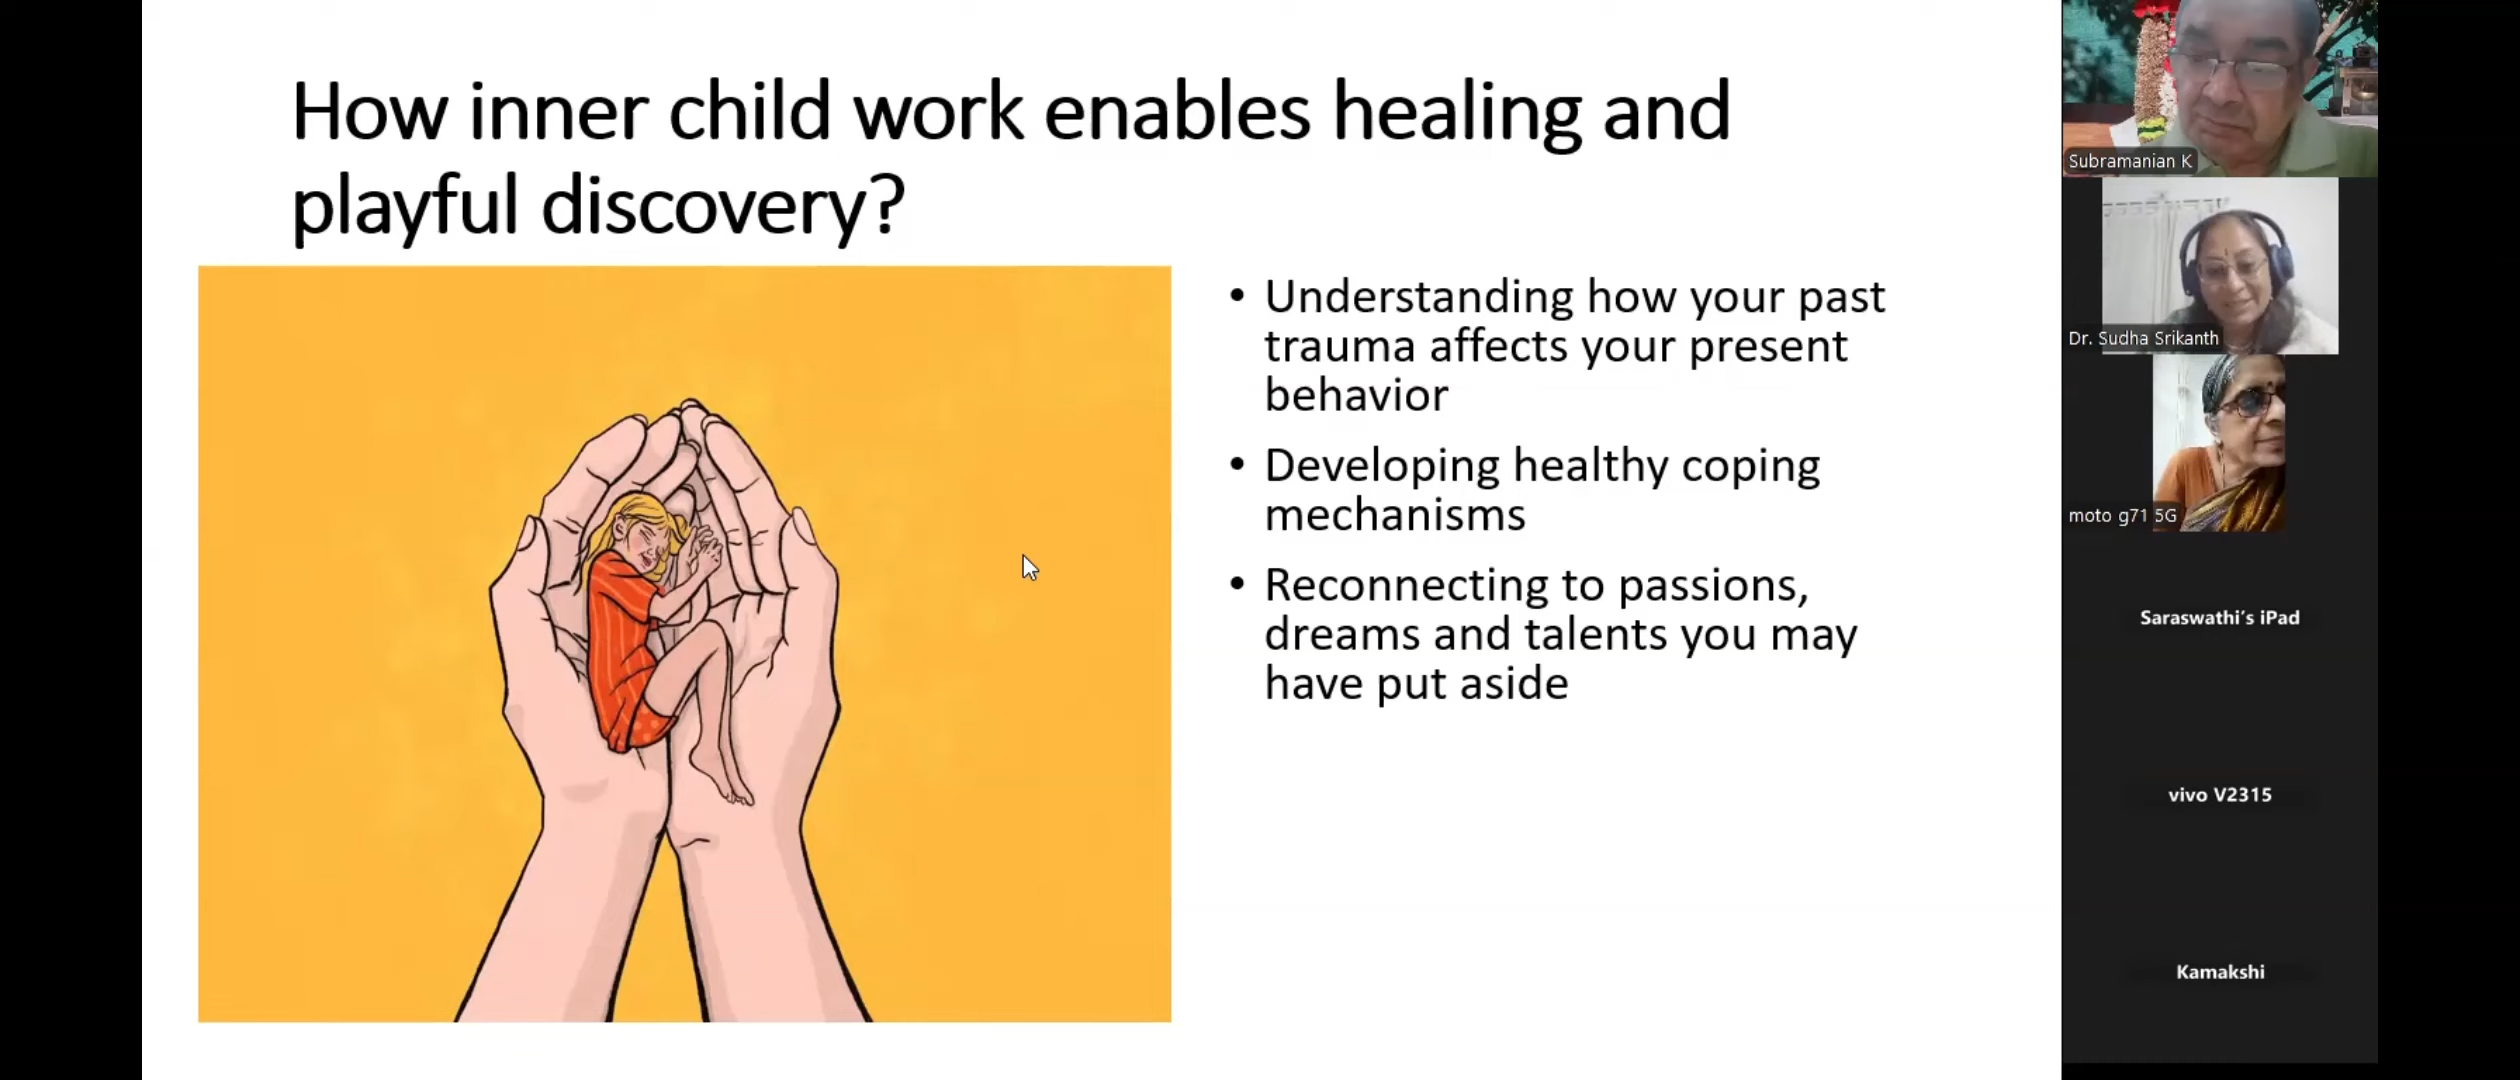 How inner child work enables healing and
playful discovery?
• Understanding how your past
trauma affects your present
behavior
• Developing healthy coping
mechanisms
• Reconnecting to passions,
dreams and talents you may
have put aside
Subramanian K
Dr. Sudha Srikanth
moto g71 5G
Saraswathi's iPad
vivo V2315
Kamakshi